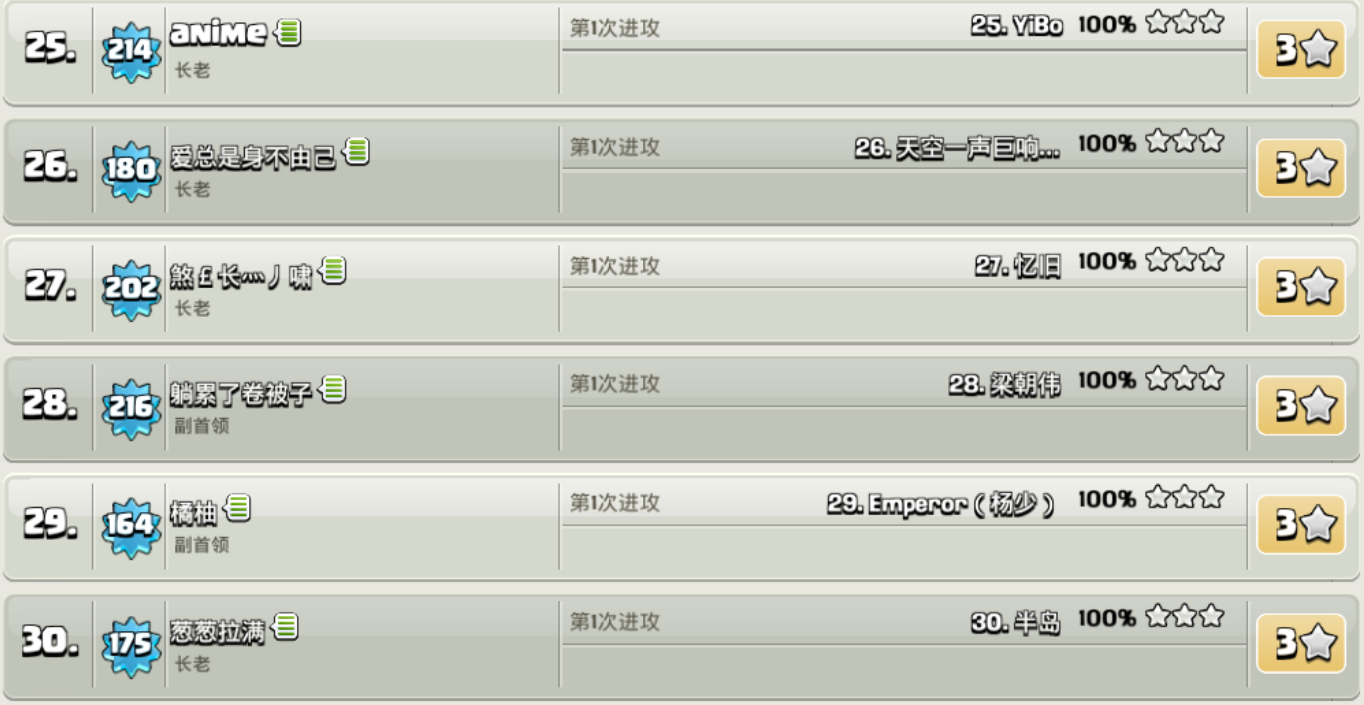 25. 214 anime 第1次进攻 25. YiBo 100% 3
长老
26. 180 爱总是身不由己 第1次进攻 26. 天空一声巨响... 100% 3
长老
27. 202 煞£长灬丿啸 第1次进攻 27. 忆旧 100% 3
长老
28. 216 躺累了卷被子 第1次进攻 28. 梁朝伟 100% 3
副首领
29. 164 橘柚 第1次进攻 29. Emperor（杨少） 100% 3
副首领
30. 175 葱葱拉满 第1次进攻 30. 半岛 100% 3
长老